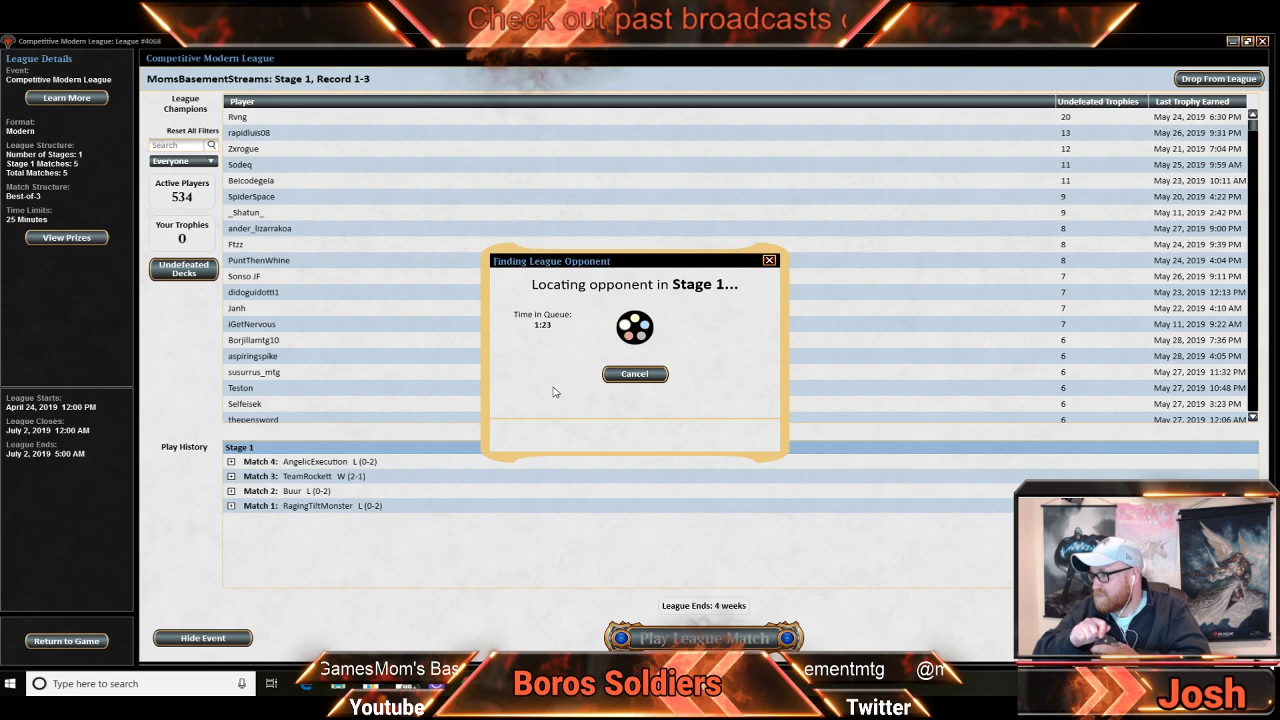 Check out past broadcasts
Competitive Modern League: League #4068
League Details
Event:
Competitive Modern League
Learn More
Format:
Modern
League Structure:
Number of Stages: 1
Stage 1 Matches: 5
Total Matches: 5
Match Structure:
Best-of-3
Time Limits:
25 Minutes
View Prizes
League Starts:
April 24, 2019 12:00 PM
League Closes:
July 2, 2019 12:00 AM
League Ends:
July 2, 2019 5:00 AM
Return to Game
Competitive Modern League
MomsBasementStreams: Stage 1, Record 1-3
Drop From League
League
Champions
Reset All Filters
Search
Everyone
Active Players
534
Your Trophies
0
Undefeated
Decks
Player Undefeated Trophies Last Trophy Earned
Rvng 20 May 24, 2019 6:30 PM
rapidluis08 13 May 26, 2019 9:31 PM
Zxrogue 12 May 21, 2019 7:04 PM
Sodeq 11 May 25, 2019 9:59 AM
Beicodegeia 11 May 23, 2019 10:11 AM
SpiderSpace 9 May 20, 2019 4:22 PM
_Shatun_ 9 May 11, 2019 2:42 PM
ander_lizarrakoa 8 May 27, 2019 9:00 PM
Ftzz 8 May 24, 2019 9:39 PM
PuntThenWhine 8 May 24, 2019 4:04 PM
Sonso JF 7 May 26, 2019 9:11 PM
didoguidotti1 7 May 23, 2019 12:13 PM
Janh 7 May 22, 2019 4:10 AM
iGetNervous 7 May 11, 2019 9:22 AM
Borjillamtg10 6 May 28, 2019 7:36 PM
aspiringspike 6 May 28, 2019 4:05 PM
susurrus_mtg 6 May 27, 2019 11:32 PM
Teston 6 May 27, 2019 10:48 PM
Selfeisek 6 May 27, 2019 3:23 PM
thepensword 6 May 27, 2019 12:06 AM
Finding League Opponent
Locating opponent in Stage 1...
Time in Queue:
1:23
Cancel
Play History
Stage 1
Match 4: AngelicExecution L (0-2)
Match 3: TeamRockett W (2-1)
Match 2: Buur L (0-2)
Match 1: RagingTiltMonster L (0-2)
League Ends: 4 weeks
Hide Event
Play League Match
Type here to search
GamesMom's Bas
ementmtg @m
Boros Soldiers
Youtube
Twitter
Josh